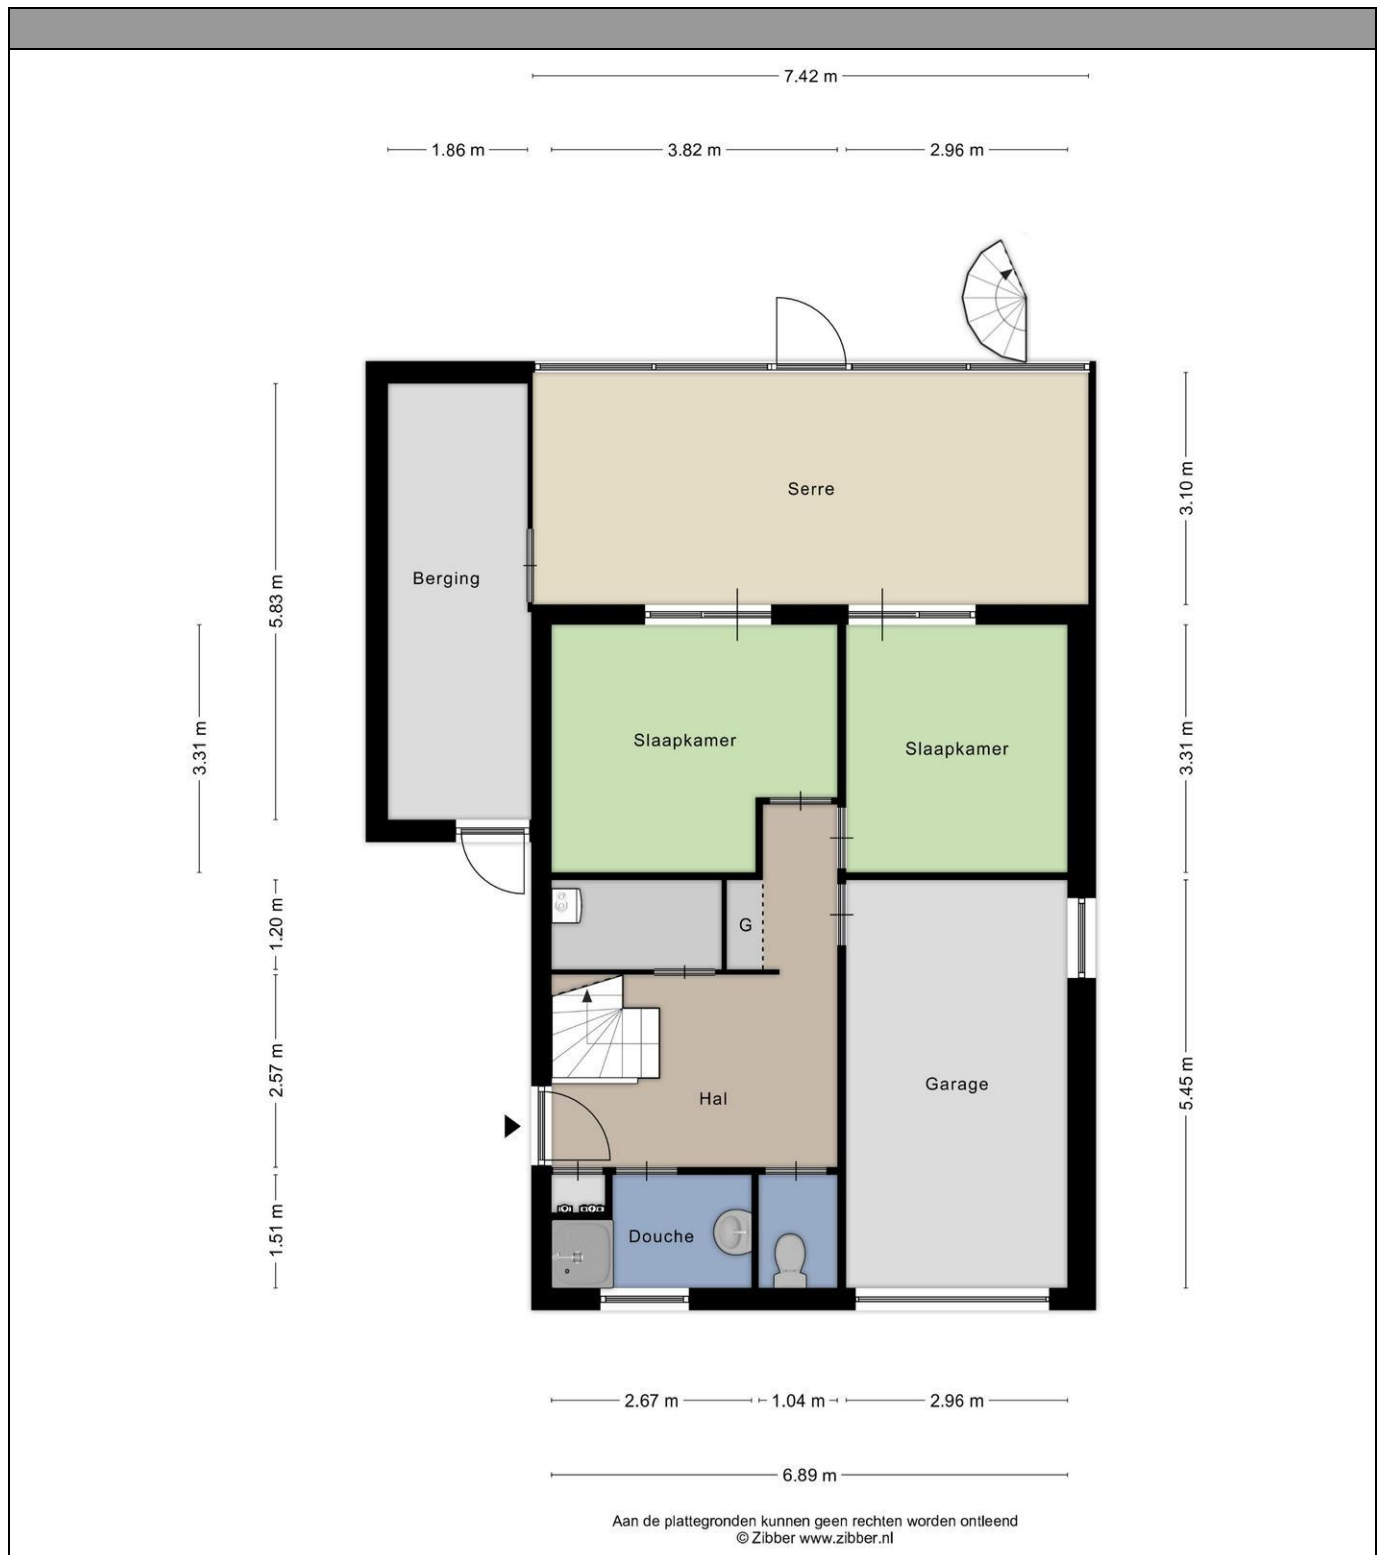 7.42 m
1.86 m
3.82 m
2.96 m
Serre
3.10 m
Berging
5.83 m
3.31 m
Slaapkamer
Slaapkamer
3.31 m
1.20 m
G
2.57 m
Hal
Garage
5.45 m
1.51 m
Douche
2.67 m
1.04 m
2.96 m
6.89 m
Aan de plattegronden kunnen geen rechten worden ontleend
© Zibber www.zibber.nl